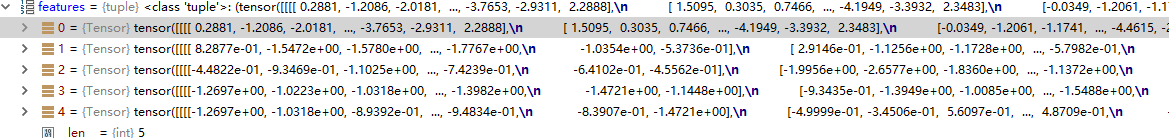 features = {tuple} <class 'tuple'>: (tensor([[[[[ 0.2881, -1.2086, -2.0181, ..., -3.7653, -2.9311, 2.2888],\n [ 1.5095, 0.3035, 0.7466, ..., -4.1949, -3.3932, 2.3483],\n [-0.0349, -1.2061, -1.1
0 = {Tensor} tensor([[[[[ 0.2881, -1.2086, -2.0181, ..., -3.7653, -2.9311, 2.2888],\n [ 1.5095, 0.3035, 0.7466, ..., -4.1949, -3.3932, 2.3483],\n [-0.0349, -1.2061, -1.1741, ..., -4.4615, -2
1 = {Tensor} tensor([[[[[ 8.2877e-01, -1.5472e+00, -1.5780e+00, ..., -1.7767e+00,\n -1.0354e+00, -5.3736e-01],\n [ 2.9146e-01, -1.1256e+00, -1.1728e+00, ..., -5.7982e-01,\n
2 = {Tensor} tensor([[[[[-4.4822e-01, -9.3469e-01, -1.1025e+00, ..., -7.4239e-01,\n -6.4102e-01, -4.5562e-01],\n [-1.9956e+00, -2.6577e+00, -1.8360e+00, ..., -1.1372e+00,\n
3 = {Tensor} tensor([[[[[-1.2697e+00, -1.0223e+00, -1.0318e+00, ..., -1.3982e+00,\n -1.4721e+00, -1.1448e+00],\n [-9.3435e-01, -1.3949e+00, -1.0085e+00, ..., -1.5488e+00,\n
4 = {Tensor} tensor([[[[[-1.2697e+00, -1.0318e+00, -8.9392e-01, ..., -9.4834e-01,\n -8.3907e-01, -1.4721e+00],\n [-4.9999e-01, -3.4506e-01, 5.6097e-01, ..., 4.8709e-01,\n
__len__ = {int} 5